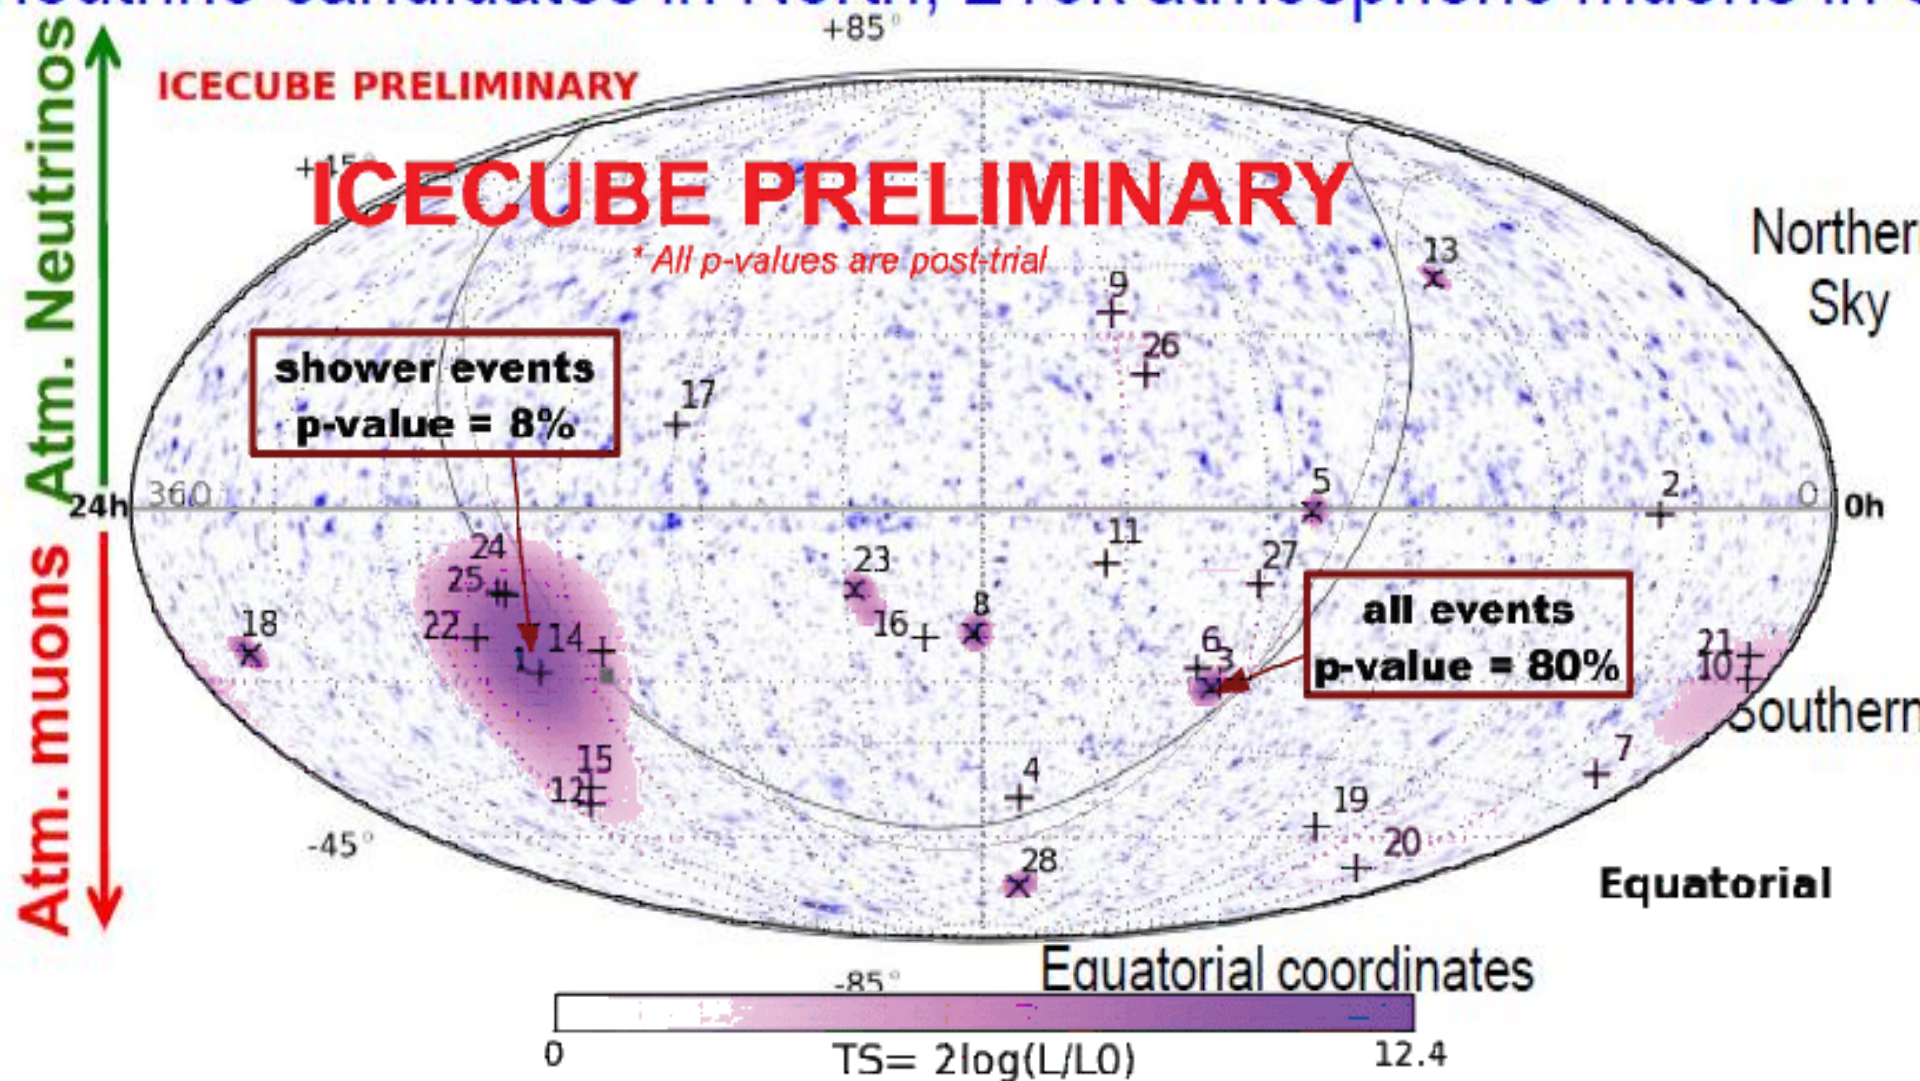 +85°
ICECUBE PRELIMINARY
ICECUBE PRELIMINARY
* All p-values are post-trial
Atm. Neutrinos
Sky
13
9
26
shower events
p-value = 8%
17
24h
360
5
2
0
0h
Atm. muons
24
25
22
14
1
18
23
16
8
11
27
6
3
all events
p-value = 80%
21
10
15
12
4
7
19
20
-45°
28
Equatorial
-85°
Equatorial coordinates
0
TS= 2log(L/L0)
12.4